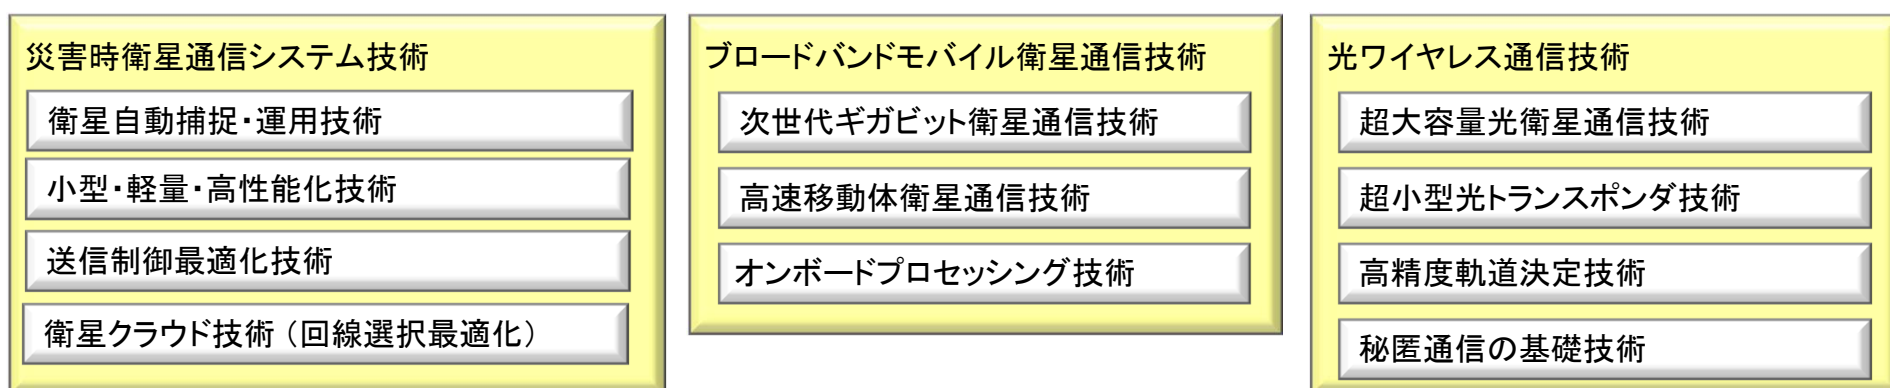 災害時衛星通信システム技術
衛星自動捕捉・運用技術
小型・軽量・高性能化技術
送信制御最適化技術
衛星クラウド技術（回線選択最適化）
ブロードバンドモバイル衛星通信技術
次世代ギガビット衛星通信技術
高速移動体衛星通信技術
オンボードプロセッシング技術
光ワイヤレス通信技術
超大容量光衛星通信技術
超小型光トランスポンダ技術
高精度軌道決定技術
秘匿通信の基礎技術